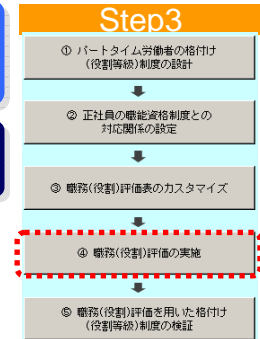 Step3
① パートタイム労働者の格付け
(役割等級)制度の設計
② 正社員の職能資格制度との
対応関係の設定
③ 職務(役割)評価表のカスタマイズ
④ 職務(役割)評価の実施
⑤ 職務(役割)評価を用いた格付け
(役割等級)制度の検証